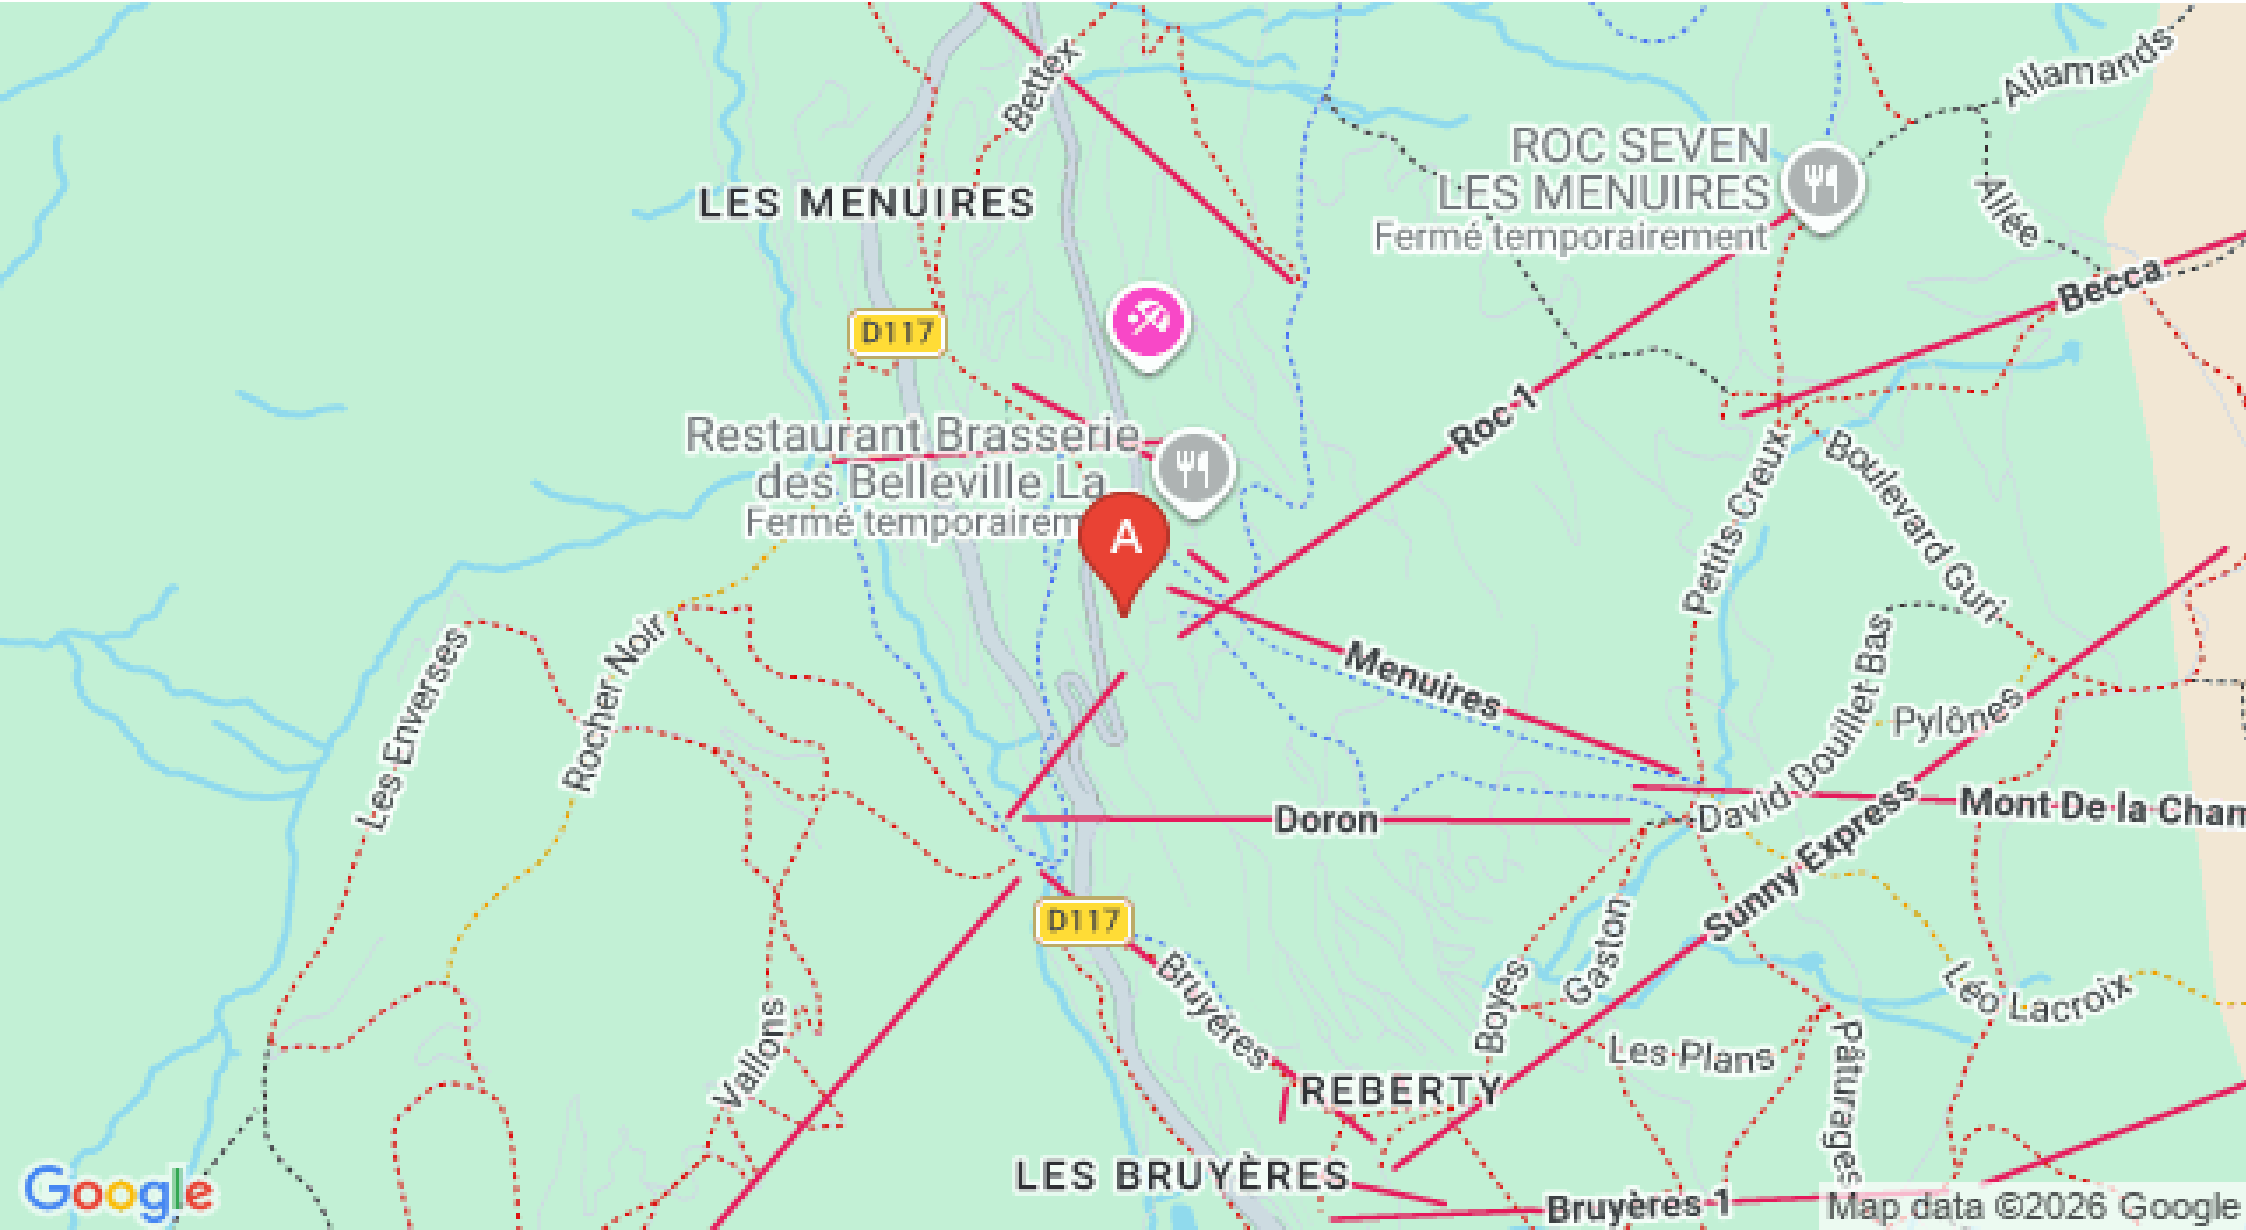 Allamands
Bettex
ROC SEVEN
LES MENUIRES
Fermé temporairement
LES MENUIRES
Allée
Becca
D117
Roc 1
Restaurant Brasserie
des Belleville La
Fermé temporairem
A
Petits Creux
Boulevard Guri
Les Enverses
Rocher Noir
Menuires
David Douillet Bas
Pylônes
Doron
Mont De la Cham
Sunny Express
D117
Bruyères
Gaston
Boyes
Léo Lacroix
Vallons
Les Plans
Pâturages
REBERTY
LES BRUYÈRES
Bruyères 1
Google
Map data ©2026 Google